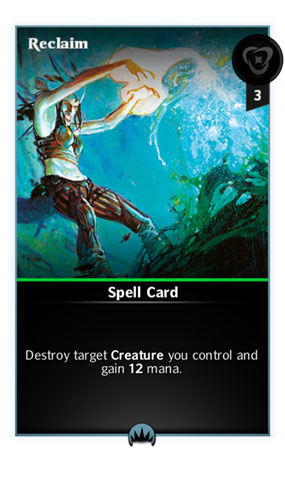 Reclaim
3
Spell Card
Destroy target Creature you control and
gain 12 mana.